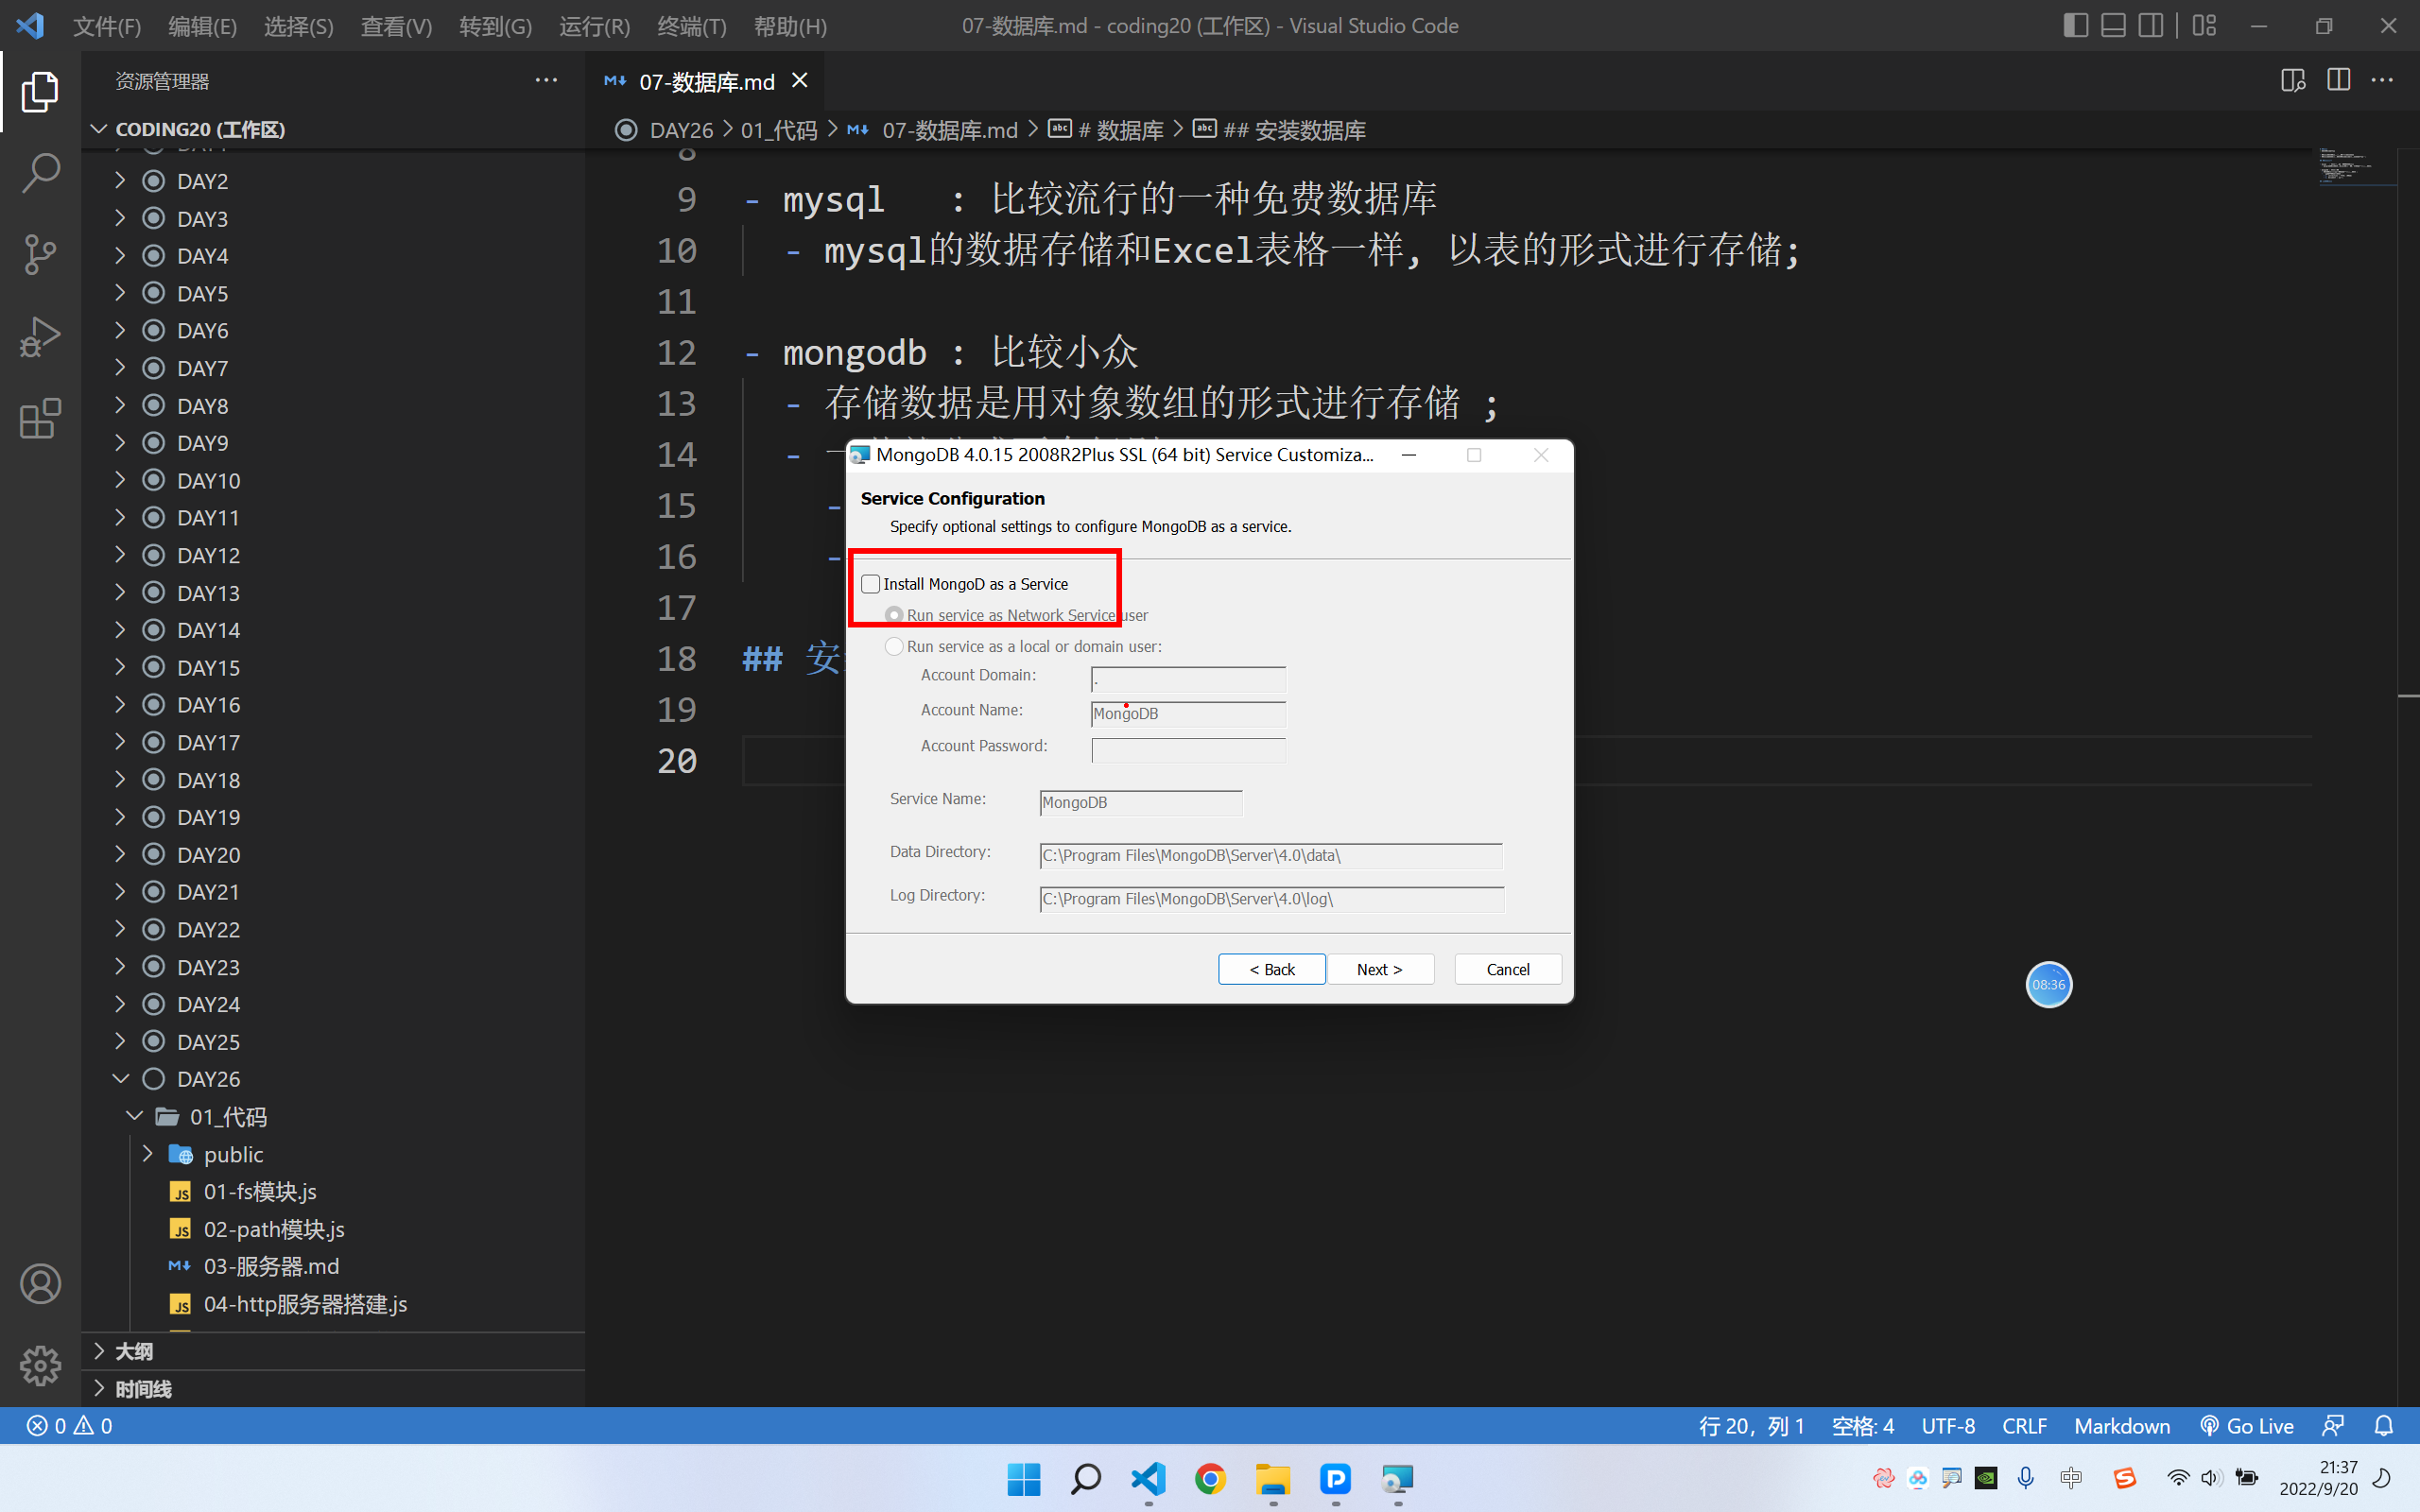 文件(F) 编辑(E) 选择(S) 查看(V) 转到(G) 运行(R) 终端(T) 帮助(H) 07-数据库.md - coding20 (工作区) - Visual Studio Code
资源管理器
CODING20 (工作区)
DAY2
DAY3
DAY4
DAY5
DAY6
DAY7
DAY8
DAY9
DAY10
DAY11
DAY12
DAY13
DAY14
DAY15
DAY16
DAY17
DAY18
DAY19
DAY20
DAY21
DAY22
DAY23
DAY24
DAY25
DAY26
01_代码
public
JS 01-fs模块.js
JS 02-path模块.js
03-服务器.md
JS 04-http服务器搭建.js
大纲
时间线
07-数据库.md
DAY26 > 01_代码 > 07-数据库.md > # 数据库 > ## 安装数据库
8
9 - mysql : 比较流行的一种免费数据库
10 - mysql的数据存储和Excel表格一样, 以表的形式进行存储;
11
12 - mongodb : 比较小众
13 - 存储数据是用对象数组的形式进行存储 ;
14 -
15 -
16 -
17
18 ## 安
19
20
MongoDB 4.0.15 2008R2Plus SSL (64 bit) Service Customiza...
Service Configuration
Specify optional settings to configure MongoDB as a service.
Install MongoD as a Service
Run service as Network Service user
Run service as a local or domain user:
Account Domain: .
Account Name: MongoDB
Account Password:
Service Name: MongoDB
Data Directory: C:\Program Files\MongoDB\Server\4.0\data\
Log Directory: C:\Program Files\MongoDB\Server\4.0\log\
< Back Next > Cancel
08:36
0 0 行 20，列 1 空格: 4 UTF-8 CRLF Markdown Go Live
中 21:37
2022/9/20